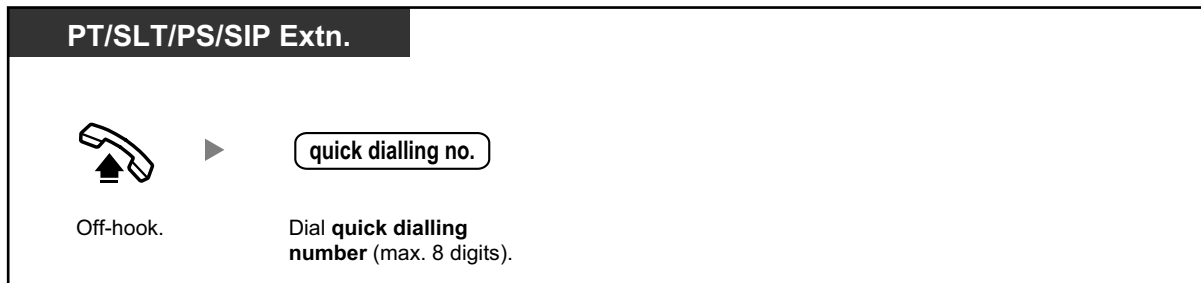 PT/SLT/PS/SIP Extn.
quick dialling no.
Off-hook.
Dial quick dialling
number (max. 8 digits).